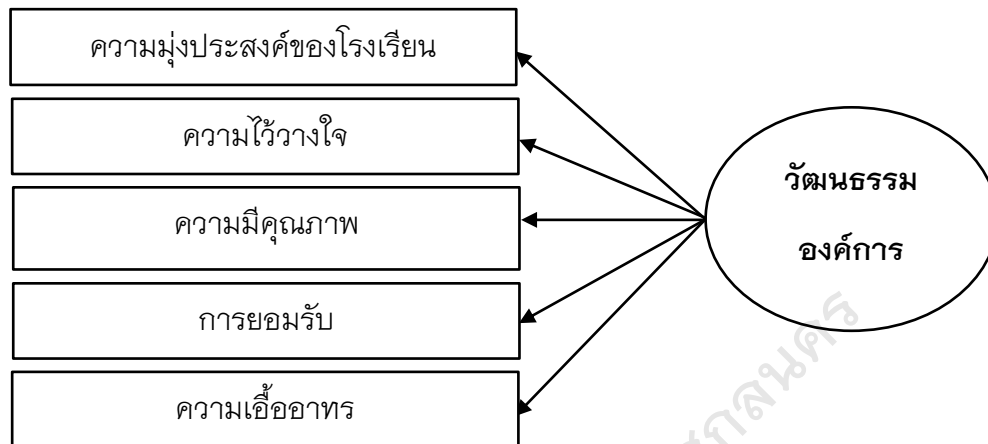 ความมุ่งประสงค์ของโรงเรียน
ความไว้วางใจ
ความมีคุณภาพ
การยอมรับ
ความเอื้ออาทร
วัฒนธรรม
องค์การ